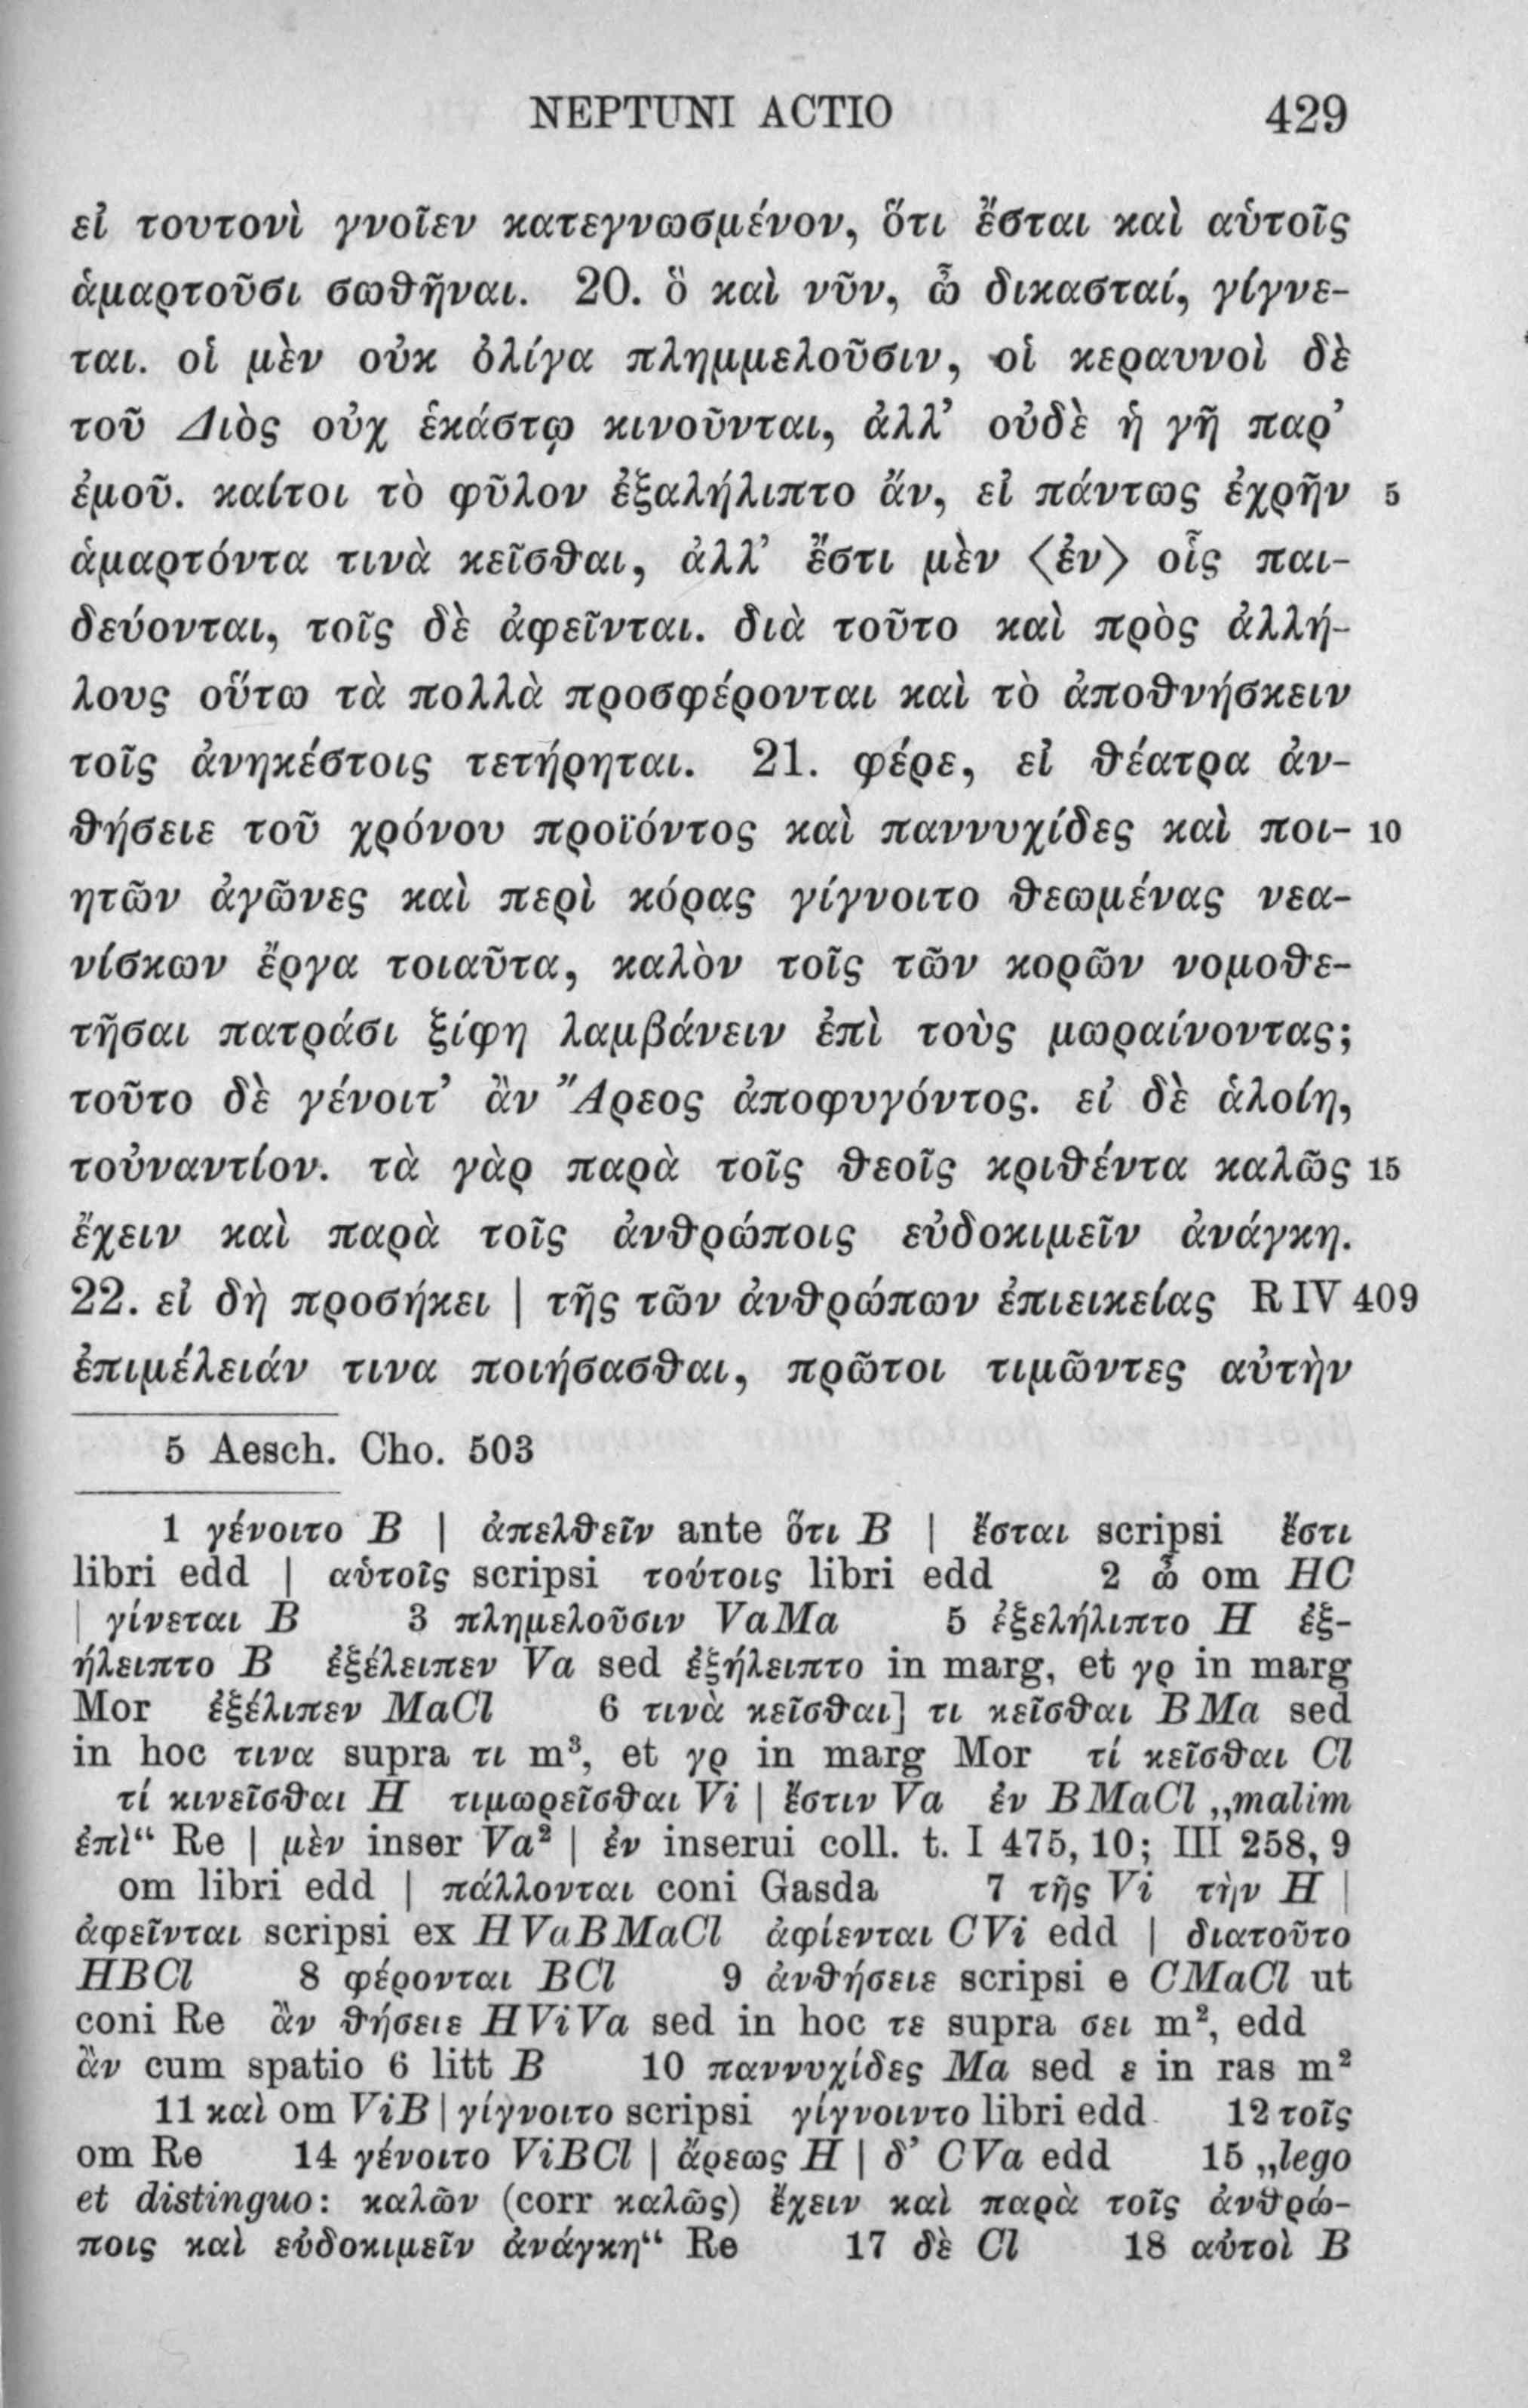 NEPTUNI ACTIO 429
εἰ τουτονὶ γνοῖεν κατεγνωσμένον, ὅτι ἔσται καὶ αὑτοῖς
ἁμαρτοῦσι σωθῆναι. 20. ὃ καὶ νῦν, ὦ δικασταί, γίγνε-
ται. οἱ μὲν οὐκ ὀλίγα πλημμελοῦσιν, οἱ κεραυνοὶ δὲ
τοῦ Διὸς οὐχ ἑκάστῳ κινοῦνται, ἀλλ’ οὐδὲ ἡ γῆ παρ’
ἐμοῦ. καίτοι τὸ φῦλον ἐξαλήλιπτο ἄν, εἰ πάντως ἐχρῆν 5
ἁμαρτόντα τινὰ κεῖσθαι, ἀλλ’ ἔστι μὲν ⟨ἐν⟩ οἷς παι-
δεύονται, τοῖς δὲ ἀφεῖνται. διὰ τοῦτο καὶ πρὸς ἀλλή-
λους οὕτω τὰ πολλὰ προσφέρονται καὶ τὸ ἀποθνήσκειν
τοῖς ἀνηκέστοις τετήρηται. 21. φέρε, εἰ θέατρα ἀν-
θήσειε τοῦ χρόνου προϊόντος καὶ παννυχίδες καὶ ποι- 10
ητῶν ἀγῶνες καὶ περὶ κόρας γίγνοιτο θεωμένας νεα-
νίσκων ἔργα τοιαῦτα, καλὸν τοῖς τῶν κορῶν νομοθε-
τῆσαι πατράσι ξίφη λαμβάνειν ἐπὶ τοὺς μωραίνοντας;
τοῦτο δὲ γένοιτ’ ἂν Ἄρεος ἀποφυγόντος. εἰ δὲ ἁλοίη,
τοὐναντίον. τὰ γὰρ παρὰ τοῖς θεοῖς κριθέντα καλῶς 15
ἔχειν καὶ παρὰ τοῖς ἀνθρώποις εὐδοκιμεῖν ἀνάγκη.
22. εἰ δὴ προσήκει | τῆς τῶν ἀνθρώπων ἐπιεικείας R IV 409
ἐπιμέλειάν τινα ποιήσασθαι, πρῶτοι τιμῶντες αὐτὴν
5 Aesch. Cho. 503
1 γένοιτο B | ἀπελθεῖν ante ὅτι B | ἔσται scripsi ἔστι
libri edd | αὑτοῖς scripsi τούτοις libri edd 2 ὦ om HC
| γίνεται B 3 πλημελοῦσιν VaMa 5 ἐξελήλιπτο H ἐξ-
ήλειπτο B ἐξέλειπεν Va sed ἐξήλειπτο in marg, et γρ in marg
Mor ἐξέλιπεν MaCl 6 τινὰ κεῖσθαι] τι κεῖσθαι BMa sed
in hoc τινα supra τι m³, et γρ in marg Mor τί κεῖσθαι Cl
τί κινεῖσθαι H τιμωρεῖσθαι Vi | ἔστιν Va ἐν BMaCl „malim
ἐπὶ“ Re | μὲν inser Va² | ἐν inserui coll. t. I 475, 10; III 258, 9
om libri edd | πάλλονται coni Gasda 7 τῆς Vi τὴν H |
ἀφεῖνται scripsi ex HVaBMaCl ἀφίενται CVi edd | διατοῦτο
HBCl 8 φέρονται BCl 9 ἀνθήσειε scripsi e CMaCl ut
coni Re ἂν θήσειε HViVa sed in hoc τε supra σει m², edd
ἂν cum spatio 6 litt B 10 παννυχίδες Ma sed ε in ras m²
11 καὶ om ViB | γίγνοιτο scripsi γίγνοιντο libri edd 12 τοῖς
om Re 14 γένοιτο ViBCl | ἄρεως H | δ’ CVa edd 15 „lego
et distinguo: καλῶν (corr καλῶς) ἔχειν καὶ παρὰ τοῖς ἀνθρώ-
ποις καὶ εὐδοκιμεῖν ἀνάγκη“ Re 17 δὲ Cl 18 αὐτοὶ B